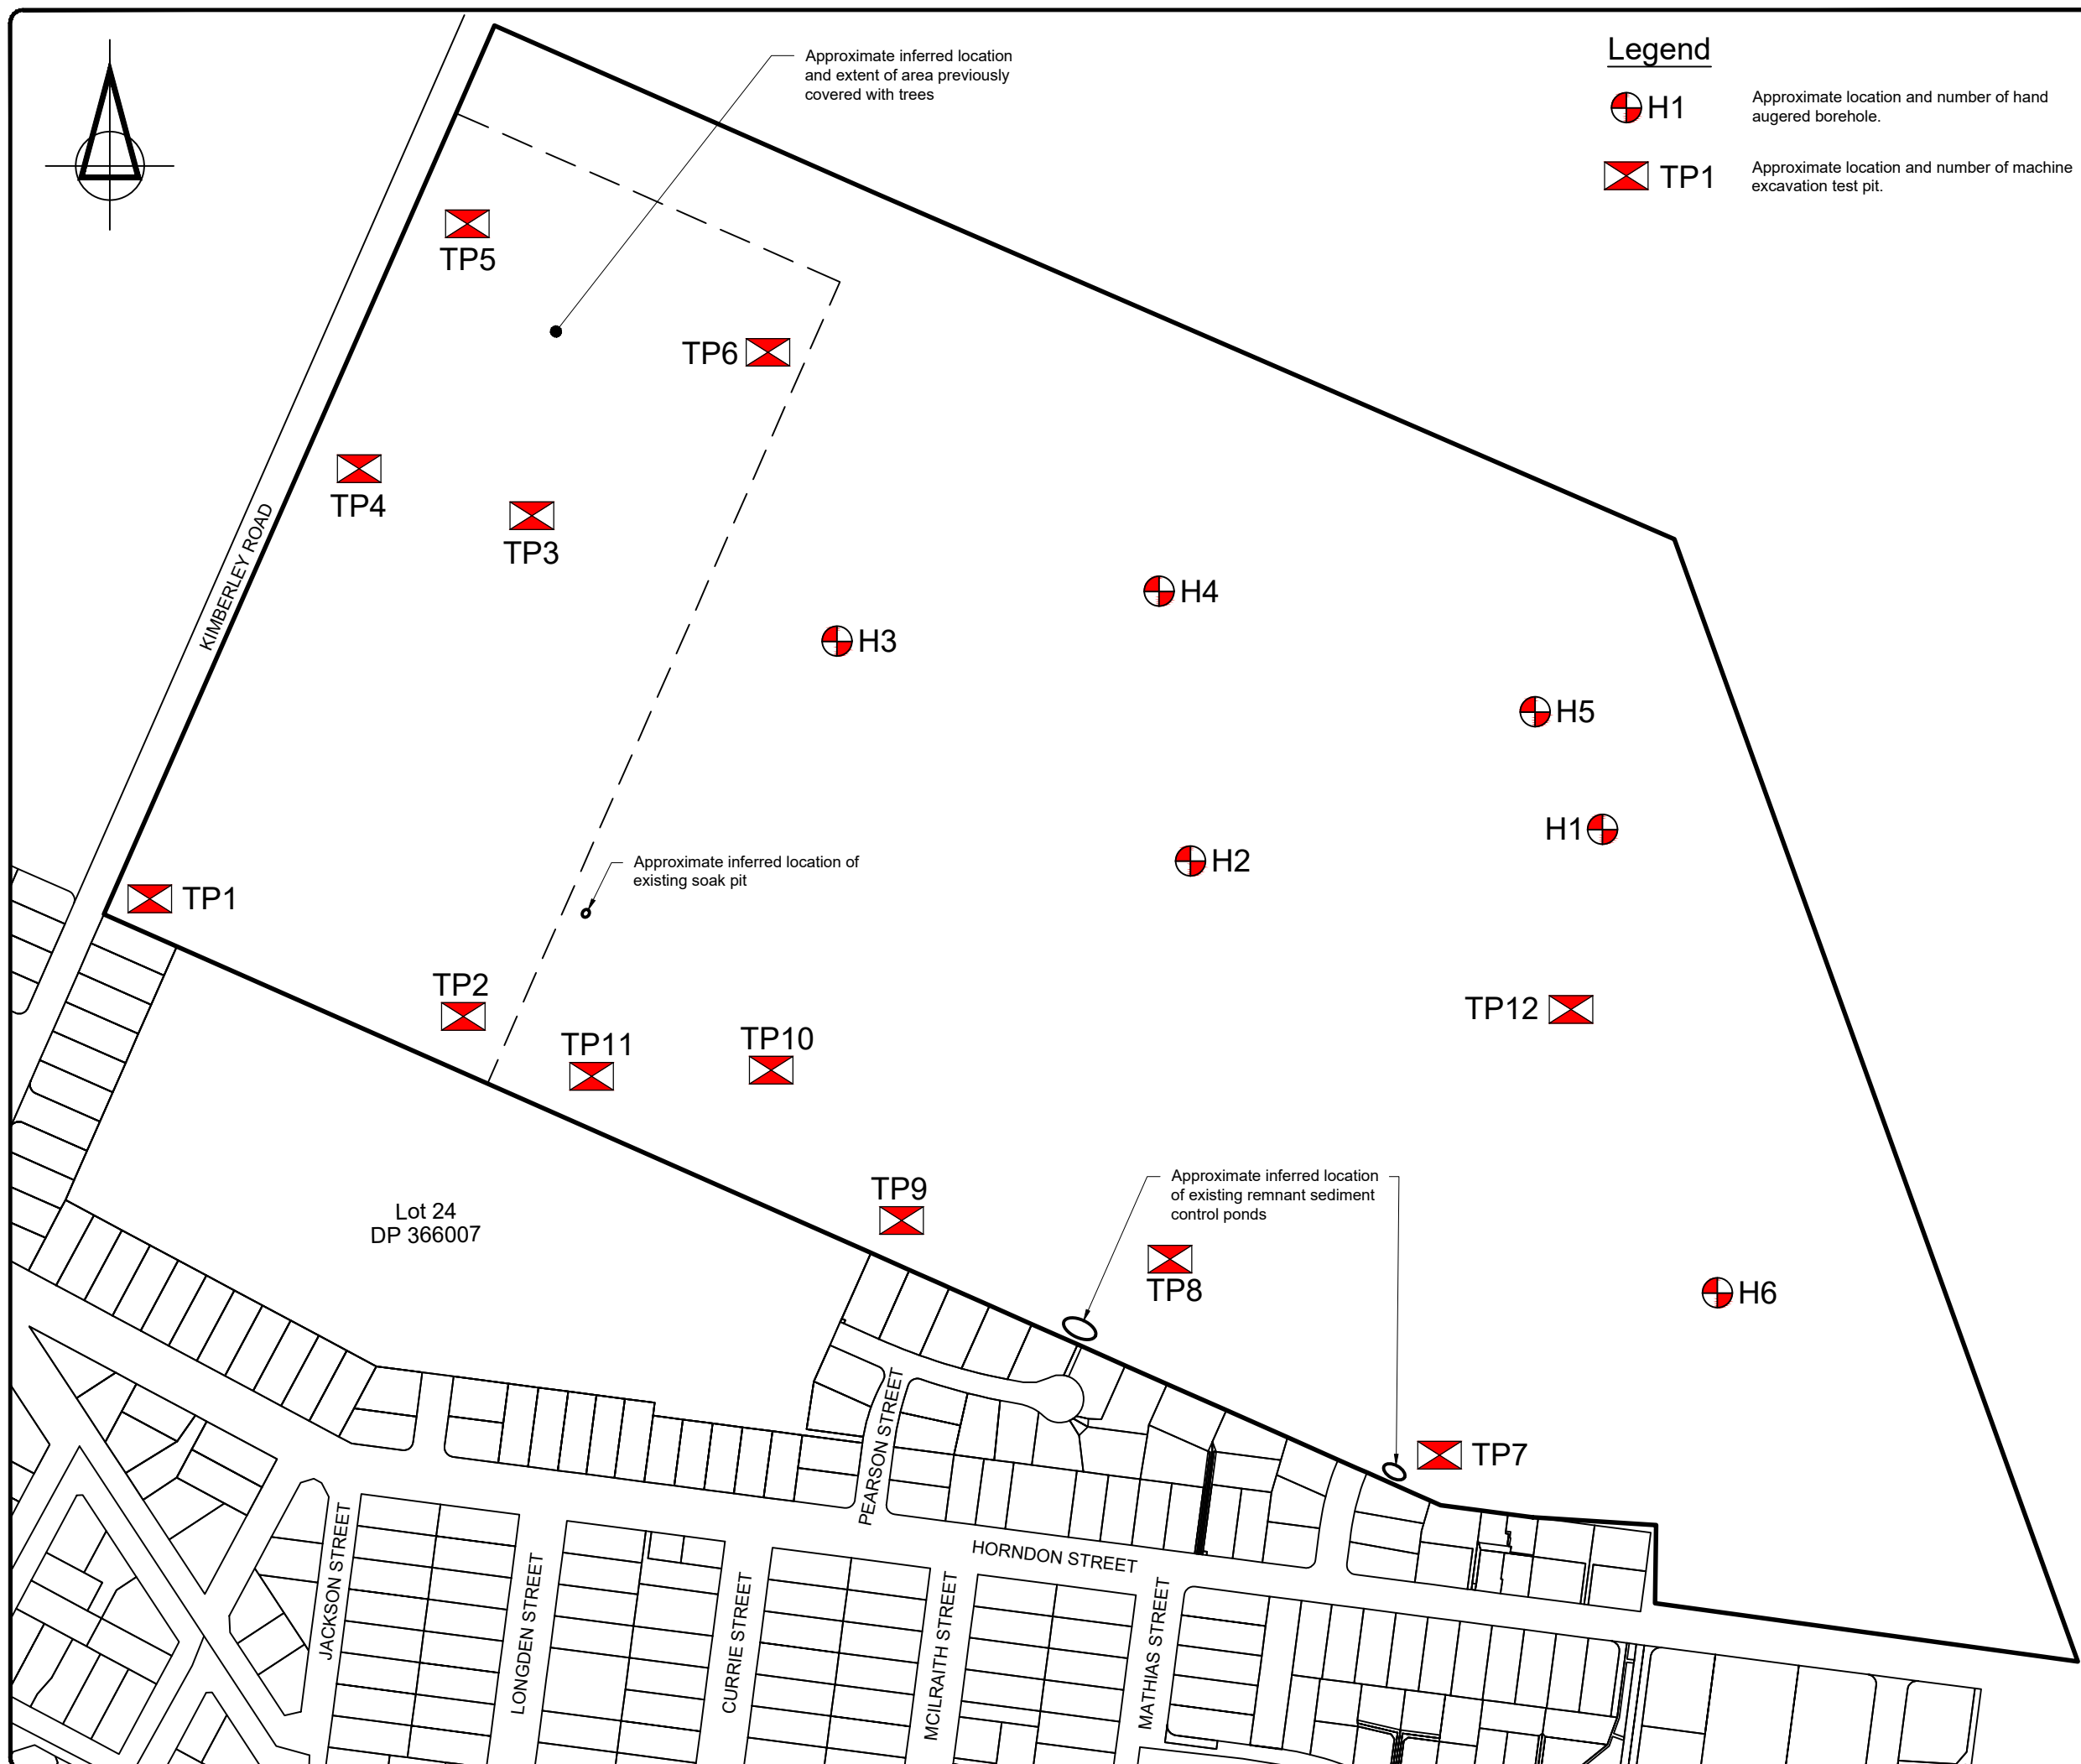 Approximate inferred location
and extent of area previously
covered with trees
Legend
H1
Approximate location and number of hand
augered borehole.
TP1
Approximate location and number of machine
excavation test pit.
TP5
TP6
TP4
TP3
KIMBERLEY ROAD
H4
H3
H5
H1
H2
Approximate inferred location of
existing soak pit
TP1
TP2
TP11
TP10
TP12
TP9
Approximate inferred location
of existing remnant sediment
control ponds
TP8
Lot 24
DP 366007
H6
TP7
PEARSON STREET
HORNDON STREET
JACKSON STREET
LONGDEN STREET
CURRIE STREET
MCILRAITH STREET
MATHIAS STREET